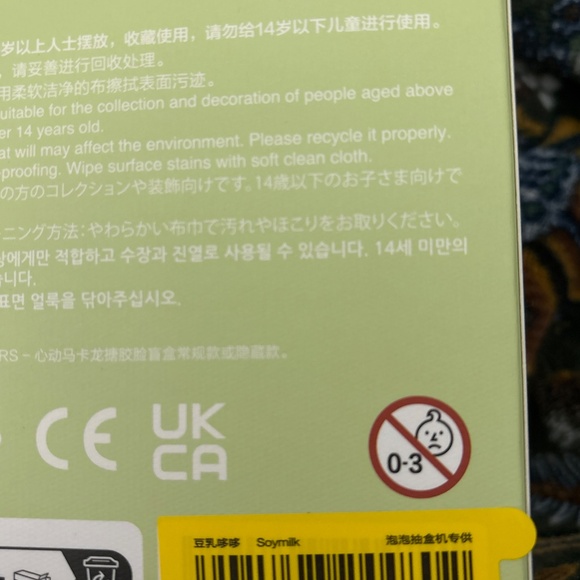 岁以上人士摆放，收藏使用，请勿给14岁以下儿童进行使用。
，请妥善进行回收处理。
用柔软洁净的布擦拭表面污迹。
uitable for the collection and decoration of people aged above
er 14 years old.
at will may affect the environment. Please recycle it properly.
-proofing. Wipe surface stains with soft clean cloth.
の方のコレクションや装飾向けです。14歳以下のお子さま向けで
ーニング方法：やわらかい布巾で汚れやほこりをお取りください。
람에게만 적합하고 수장과 진열로 사용될 수 있습니다. 14세 미만의
습니다.
표면 얼룩을 닦아주십시오.
RS – 心动马卡龙搪胶脸盲盒常规款或隐藏款。
CE
UK
CA
0-3
豆乳哆哆 Soymilk 泡泡抽盒机专供